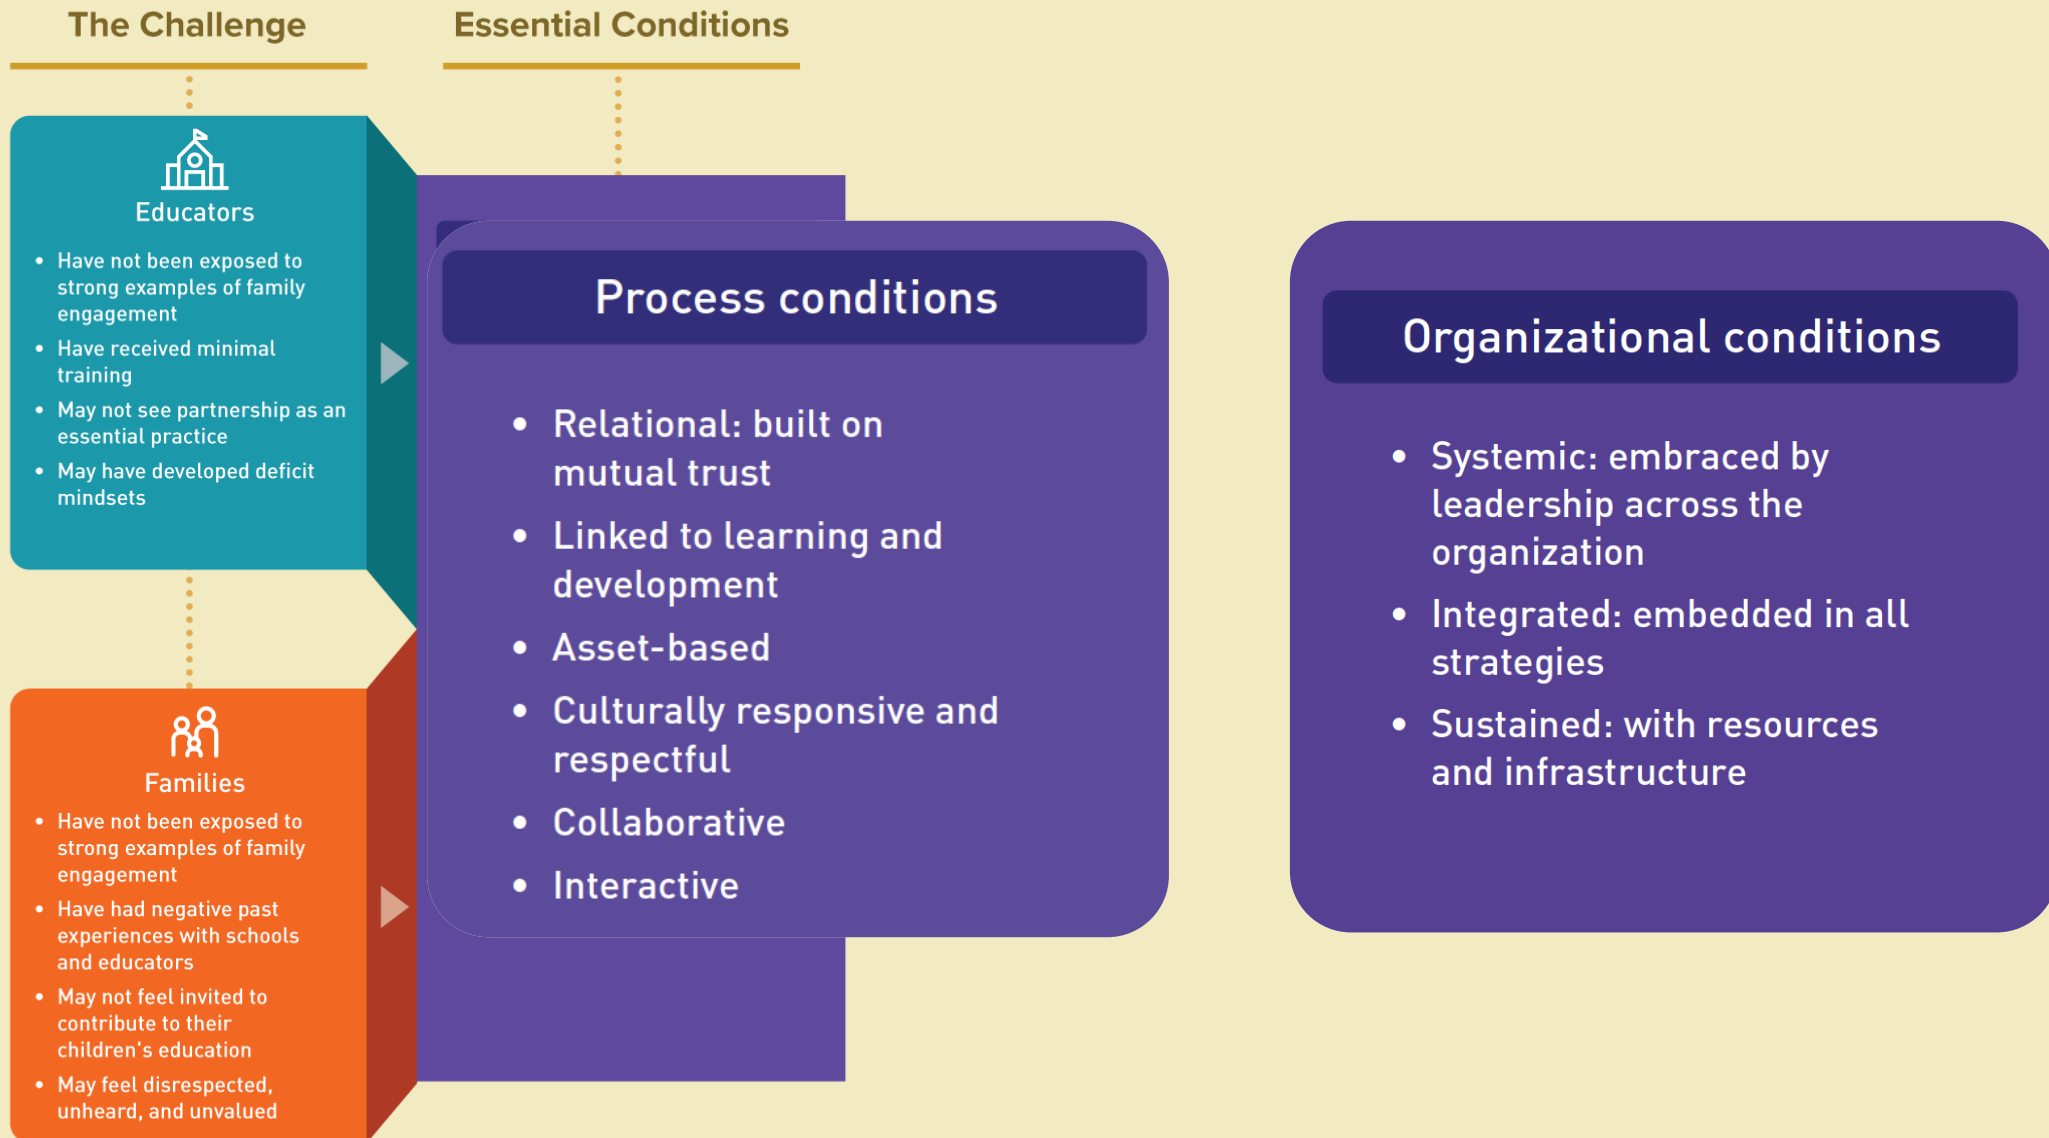 The Challenge
Essential Conditions
Educators
• Have not been exposed to
strong examples of family
engagement
• Have received minimal
training
• May not see partnership as an
essential practice
• May have developed deficit
mindsets
Families
• Have not been exposed to
strong examples of family
engagement
• Have had negative past
experiences with schools
and educators
• May not feel invited to
contribute to their
children's education
• May feel disrespected,
unheard, and unvalued
Process conditions
• Relational: built on
mutual trust
• Linked to learning and
development
• Asset-based
• Culturally responsive and
respectful
• Collaborative
• Interactive
Organizational conditions
• Systemic: embraced by
leadership across the
organization
• Integrated: embedded in all
strategies
• Sustained: with resources
and infrastructure